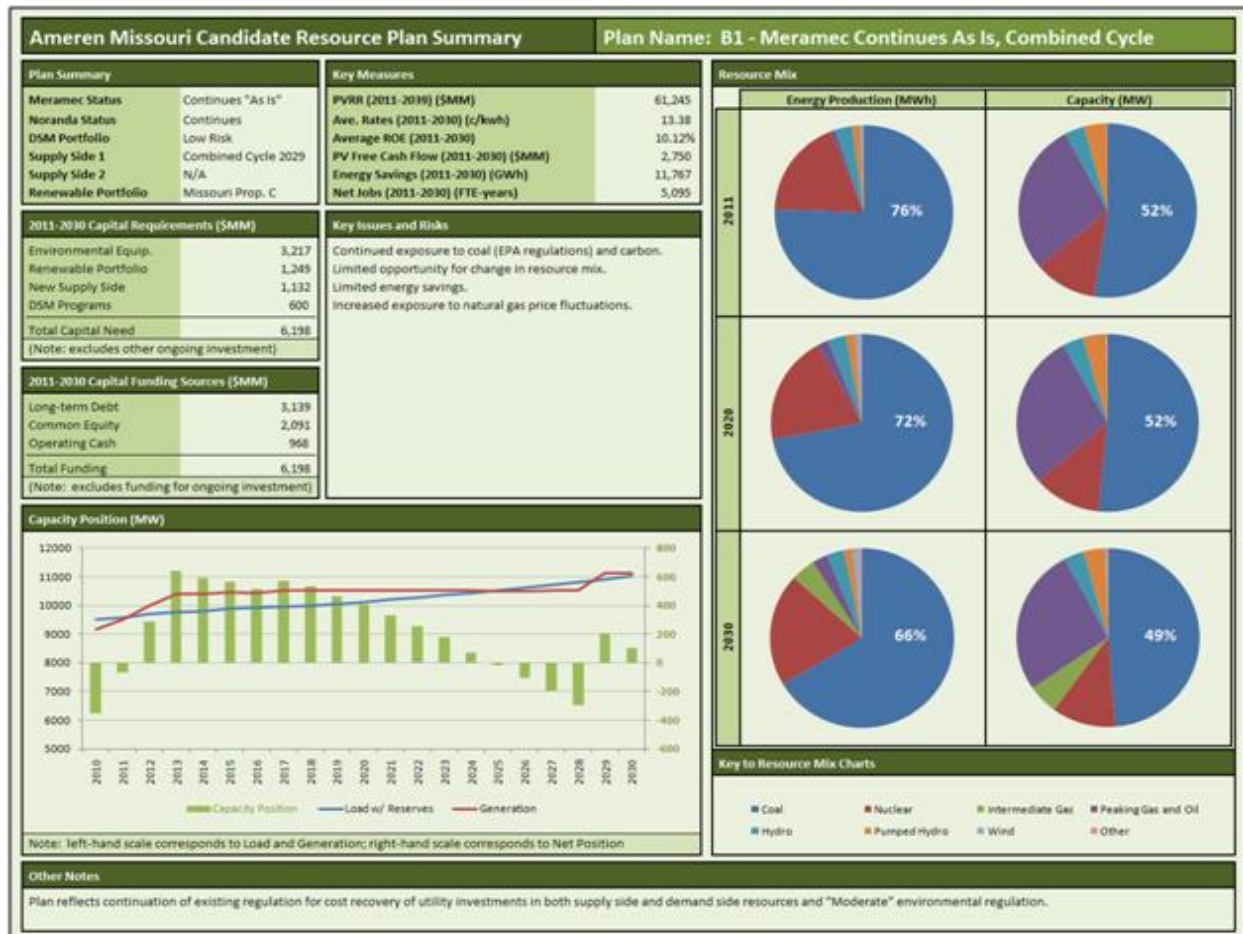 Ameren Missouri Candidate Resource Plan Summary
Plan Name: B1 - Meramec Continues As Is, Combined Cycle
Plan Summary
Meramec Status Continues "As Is"
Noranda Status Continues
DSM Portfolio Low Risk
Supply Side 1 Combined Cycle 2029
Supply Side 2 N/A
Renewable Portfolio Missouri Prop. C
Key Measures
PVRR (2011-2039) ($MM) 61,245
Ave. Rates (2011-2030) (c/kwh) 13.38
Average ROE (2011-2030) 10.12%
PV Free Cash Flow (2011-2030) ($MM) 2,750
Energy Savings (2011-2030) (GWh) 11,767
Net Jobs (2011-2030) (FTE-years) 5,095
2011-2030 Capital Requirements ($MM)
Environmental Equip. 3,217
Renewable Portfolio 1,249
New Supply Side 1,132
DSM Programs 600
Total Capital Need 6,198
(Note: excludes other ongoing investment)
Key Issues and Risks
Continued exposure to coal (EPA regulations) and carbon.
Limited opportunity for change in resource mix.
Limited energy savings.
Increased exposure to natural gas price fluctuations.
2011-2030 Capital Funding Sources ($MM)
Long-term Debt 3,139
Common Equity 2,091
Operating Cash 968
Total Funding 6,198
(Note: excludes funding for ongoing investment)
Capacity Position (MW)
12000 800
11000 600
10000 400
9000 200
8000 0
7000 -200
6000 -400
5000 -600
2010 2011 2012 2013 2014 2015 2016 2017 2018 2019 2020 2021 2022 2023 2024 2025 2026 2027 2028 2029 2030
Capacity Position Load w/ Reserves Generation
Note: left-hand scale corresponds to Load and Generation; right-hand scale corresponds to Net Position
Resource Mix
Energy Production (MWh) Capacity (MW)
2011 76% 52%
2020 72% 52%
2030 66% 49%
Key to Resource Mix Charts
Coal Nuclear Intermediate Gas Peaking Gas and Oil
Hydro Pumped Hydro Wind Other
Other Notes
Plan reflects continuation of existing regulation for cost recovery of utility investments in both supply side and demand side resources and "Moderate" environmental regulation.